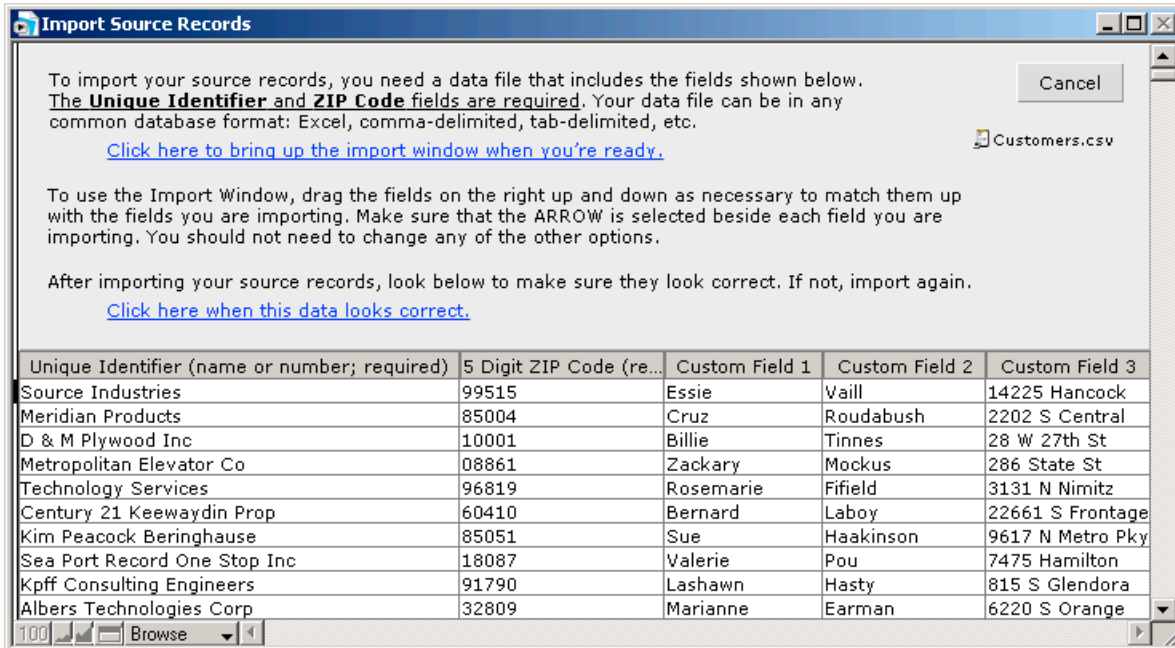 Import Source Records
To import your source records, you need a data file that includes the fields shown below.
Cancel
The Unique Identifier and ZIP Code fields are required. Your data file can be in any
common database format: Excel, comma-delimited, tab-delimited, etc.
Customers.csv
Click here to bring up the import window when you're ready.
To use the Import Window, drag the fields on the right up and down as necessary to match them up
with the fields you are importing. Make sure that the ARROW is selected beside each field you are
importing. You should not need to change any of the other options.
After importing your source records, look below to make sure they look correct. If not, import again.
Click here when this data looks correct.
Unique Identifier (name or number; required) 5 Digit ZIP Code (re... Custom Field 1 Custom Field 2 Custom Field 3
Source Industries 99515 Essie Vaill 14225 Hancock
Meridian Products 85004 Cruz Roudabush 2202 S Central
D & M Plywood Inc 10001 Billie Tinnes 28 W 27th St
Metropolitan Elevator Co 08861 Zackary Mockus 286 State St
Technology Services 96819 Rosemarie Fifield 3131 N Nimitz
Century 21 Keewaydin Prop 60410 Bernard Laboy 22661 S Frontage
Kim Peacock Beringhause 85051 Sue Haakinson 9617 N Metro Pky
Sea Port Record One Stop Inc 18087 Valerie Pou 7475 Hamilton
Kpff Consulting Engineers 91790 Lashawn Hasty 815 S Glendora
Albers Technologies Corp 32809 Marianne Earman 6220 S Orange
100 Browse